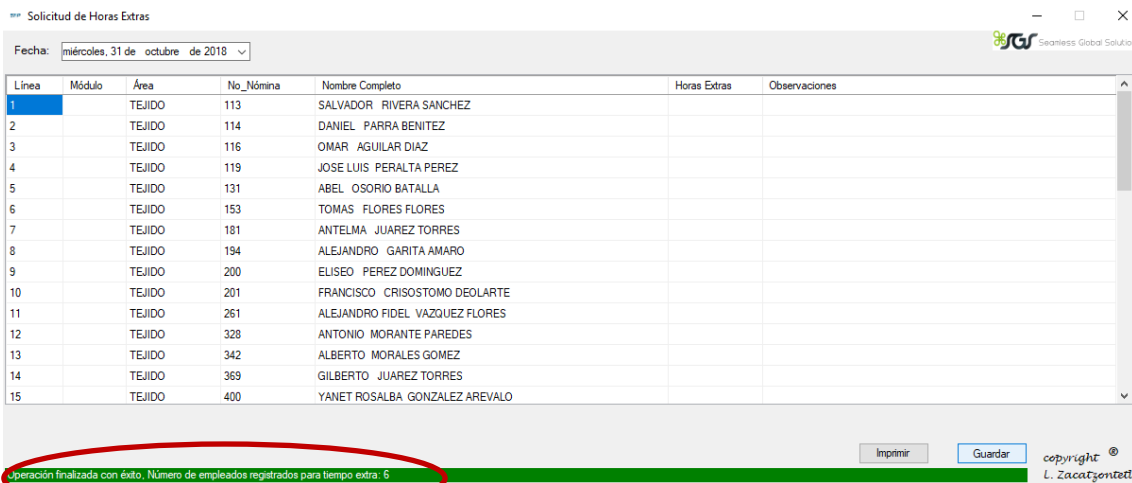 Solicitud de Horas Extras
Fecha: miércoles, 31 de octubre de 2018
SGS Seamless Global Solutio
Línea Módulo Área No_Nómina Nombre Completo Horas Extras Observaciones
1 TEJIDO 113 SALVADOR RIVERA SANCHEZ
2 TEJIDO 114 DANIEL PARRA BENITEZ
3 TEJIDO 116 OMAR AGUILAR DIAZ
4 TEJIDO 119 JOSE LUIS PERALTA PEREZ
5 TEJIDO 131 ABEL OSORIO BATALLA
6 TEJIDO 153 TOMAS FLORES FLORES
7 TEJIDO 181 ANTELMA JUAREZ TORRES
8 TEJIDO 194 ALEJANDRO GARITA AMARO
9 TEJIDO 200 ELISEO PEREZ DOMINGUEZ
10 TEJIDO 201 FRANCISCO CRISOSTOMO DEOLARTE
11 TEJIDO 261 ALEJANDRO FIDEL VAZQUEZ FLORES
12 TEJIDO 328 ANTONIO MORANTE PAREDES
13 TEJIDO 342 ALBERTO MORALES GOMEZ
14 TEJIDO 369 GILBERTO JUAREZ TORRES
15 TEJIDO 400 YANET ROSALBA GONZALEZ AREVALO
Imprimir Guardar copyright ®
L. Zacatzontetl
Operación finalizada con éxito, Número de empleados registrados para tiempo extra: 6